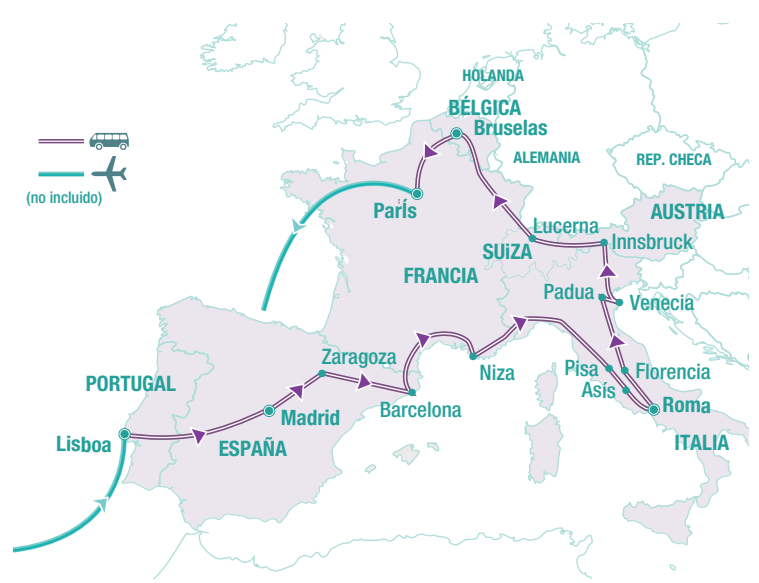 HOLANDA
BÉLGICA
Bruselas
ALEMANIA
REP. CHECA
(no incluido)
París
AUSTRIA
Lucerna
Innsbruck
SUiZA
FRANCIA
Padua
Venecia
Zaragoza
Niza
Pisa
Florencia
PORTUGAL
Asís
Barcelona
Roma
Madrid
Lisboa
ESPAÑA
ITALIA